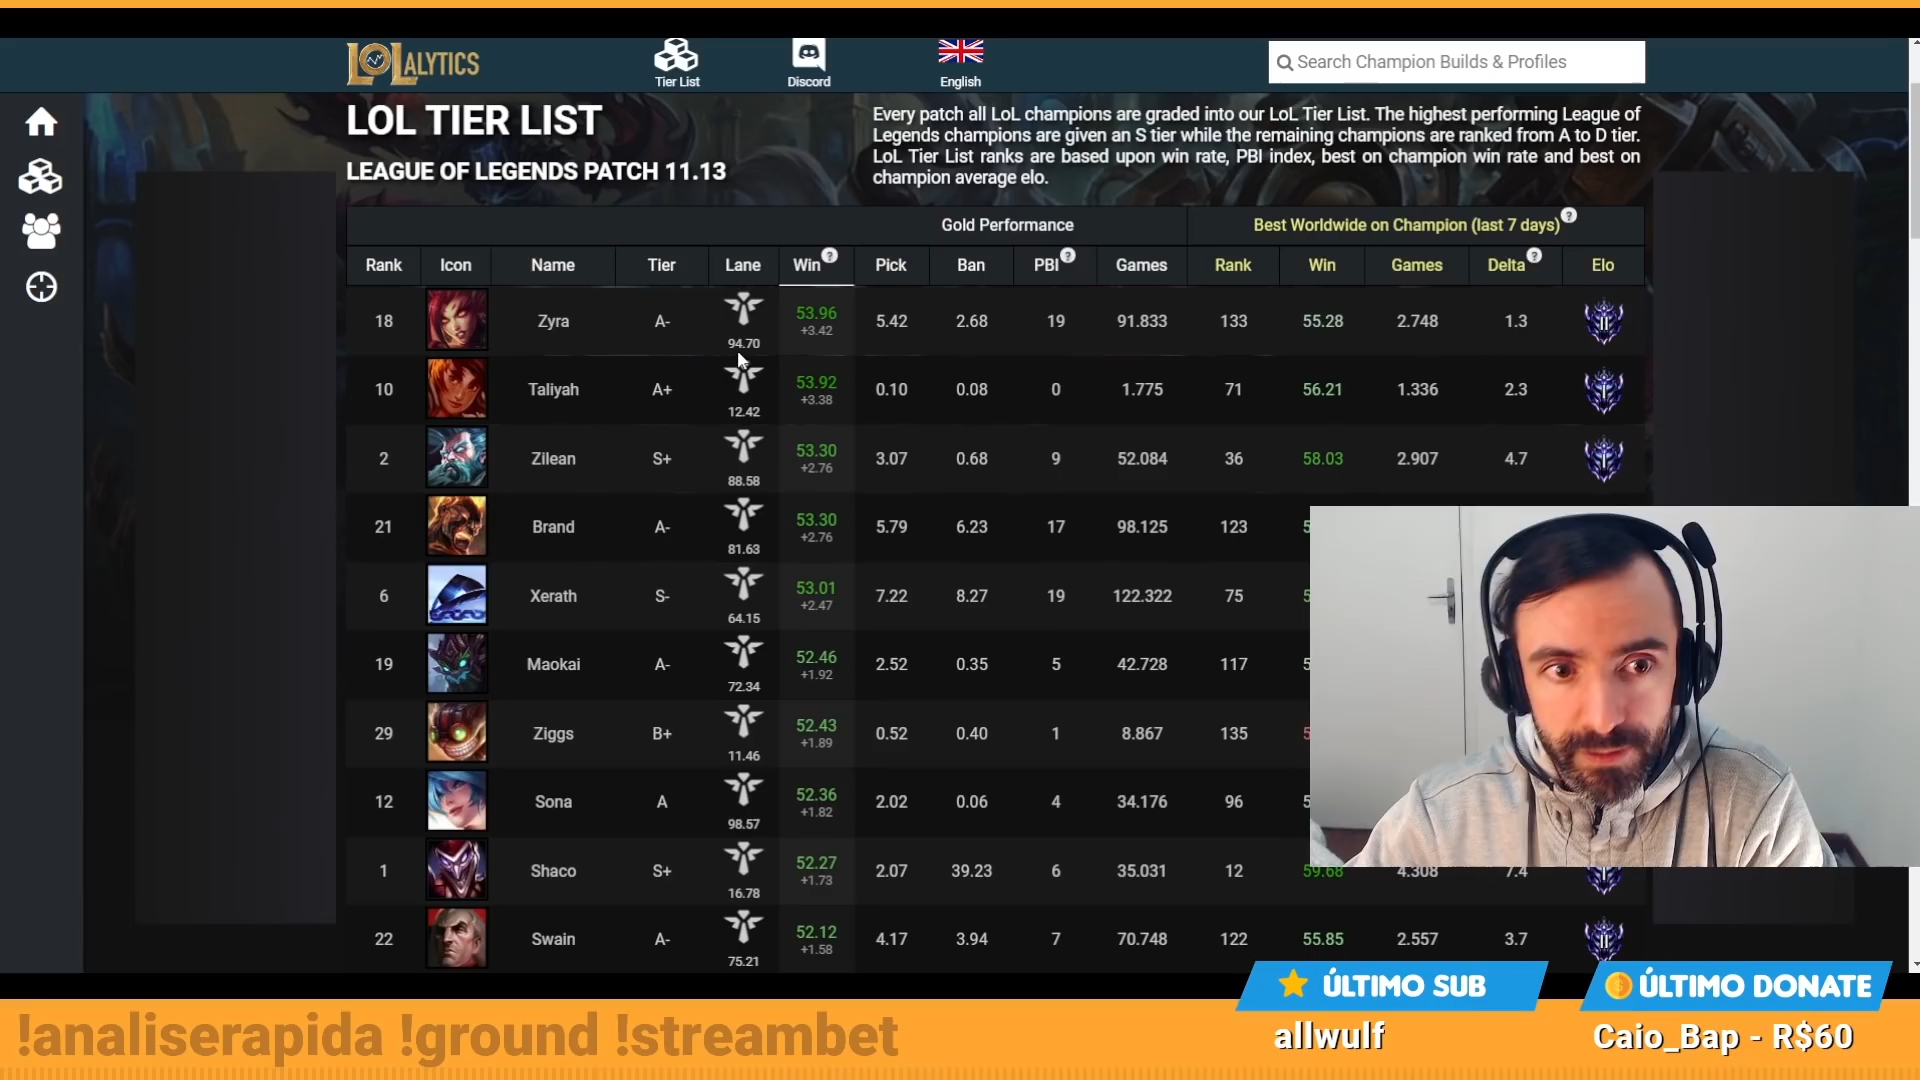 LOLALYTICS
Tier List
Discord
English
Search Champion Builds & Profiles
LOL TIER LIST
LEAGUE OF LEGENDS PATCH 11.13
Every patch all LoL champions are graded into our LoL Tier List. The highest performing League of
Legends champions are given an S tier while the remaining champions are ranked from A to D tier.
LoL Tier List ranks are based upon win rate, PBI index, best on champion win rate and best on
champion average elo.
Gold Performance Best Worldwide on Champion (last 7 days) ?
Rank Icon Name Tier Lane Win ? Pick Ban PBI ? Games Rank Win Games Delta ? Elo
18 Zyra A- 94.70 53.96 +3.42 5.42 2.68 19 91.833 133 55.28 2.748 1.3 II
10 Taliyah A+ 12.42 53.92 +3.38 0.10 0.08 0 1.775 71 56.21 1.336 2.3
2 Zilean S+ 88.58 53.30 +2.76 3.07 0.68 9 52.084 36 58.03 2.907 4.7
21 Brand A- 81.63 53.30 +2.76 5.79 6.23 17 98.125 123 5
6 Xerath S- 64.15 53.01 +2.47 7.22 8.27 19 122.322 75 5
19 Maokai A- 72.34 52.46 +1.92 2.52 0.35 5 42.728 117 5
29 Ziggs B+ 11.46 52.43 +1.89 0.52 0.40 1 8.867 135 5
12 Sona A 98.57 52.36 +1.82 2.02 0.06 4 34.176 96 5
1 Shaco S+ 16.78 52.27 +1.73 2.07 39.23 6 35.031 12 59.68 4.308 7.4
22 Swain A- 75.21 52.12 +1.58 4.17 3.94 7 70.748 122 55.85 2.557 3.7 II
ÚLTIMO SUB
ÚLTIMO DONATE
!analiserapida !ground !streambet
allwulf
Caio_Bap - R$60